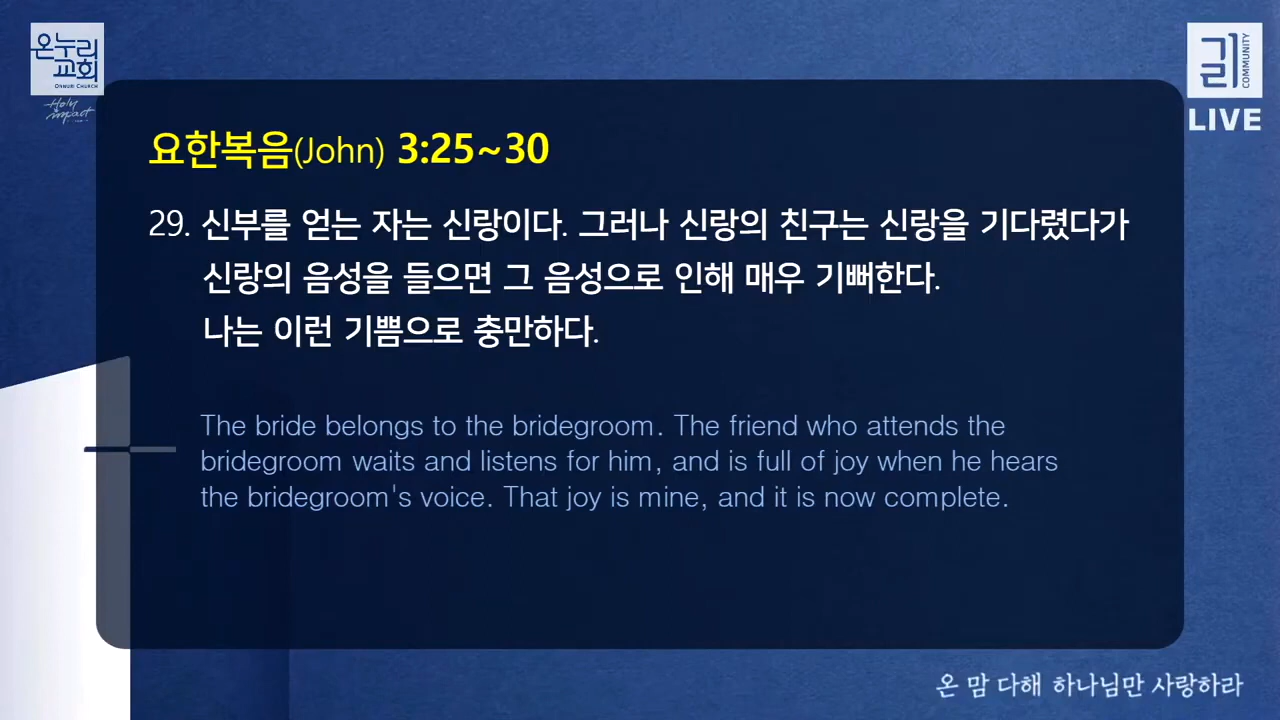 온누리
교회
ONNURI CHURCH
Holy
impact
COMMUNITY
LIVE
요한복음(John) 3:25~30
29. 신부를 얻는 자는 신랑이다. 그러나 신랑의 친구는 신랑을 기다렸다가
신랑의 음성을 들으면 그 음성으로 인해 매우 기뻐한다.
나는 이런 기쁨으로 충만하다.
The bride belongs to the bridegroom. The friend who attends the
bridegroom waits and listens for him, and is full of joy when he hears
the bridegroom's voice. That joy is mine, and it is now complete.
온 맘 다해 하나님만 사랑하라